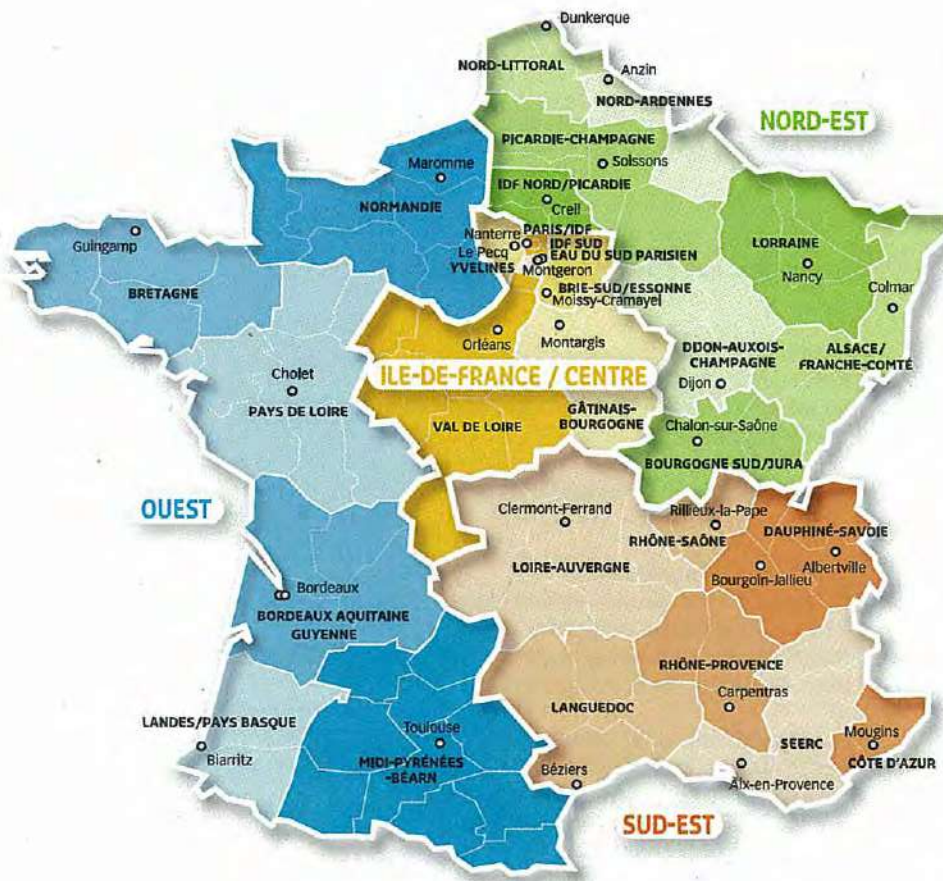 Dunkerque
NORD-LITTORAL
Anzin
NORD-ARDENNES
NORD-EST
PICARDIE-CHAMPAGNE
Soissons
Maromme
IDF NORD/PICARDIE
Creil
NORMANDIE
Nanterre
PARIS/IDF
Le Pecq
IDF SUD
EAU DU SUD PARISIEN
YVELINES
Montgeron
LORRAINE
Nancy
Guingamp
BRETAGNE
BRIE-SUD/ESSONNE
Moissy-Cramayel
Colmar
Orléans
Montargis
DIJON-AUXOIS-
CHAMPAGNE
ALSACE/
FRANCHE-COMTÉ
Cholet
PAYS DE LOIRE
ILE-DE-FRANCE / CENTRE
Dijon
VAL DE LOIRE
GÂTINAIS-
BOURGOGNE
Chalon-sur-Saône
BOURGOGNE SUD/JURA
OUEST
Clermont-Ferrand
LOIRE-AUVERGNE
Rillieux-la-Pape
RHÔNE-SAÔNE
DAUPHINÉ-SAVOIE
Bourgoin-Jallieu
Albertville
Bordeaux
BORDEAUX AQUITAINE
GUYENNE
RHÔNE-PROVENCE
Carpentras
LANDES/PAYS BASQUE
Biarritz
Toulouse
MIDI-PYRÉNÉES
-BÉARN
LANGUEDOC
Béziers
SEERC
Aix-en-Provence
Mougins
CÔTE D'AZUR
SUD-EST